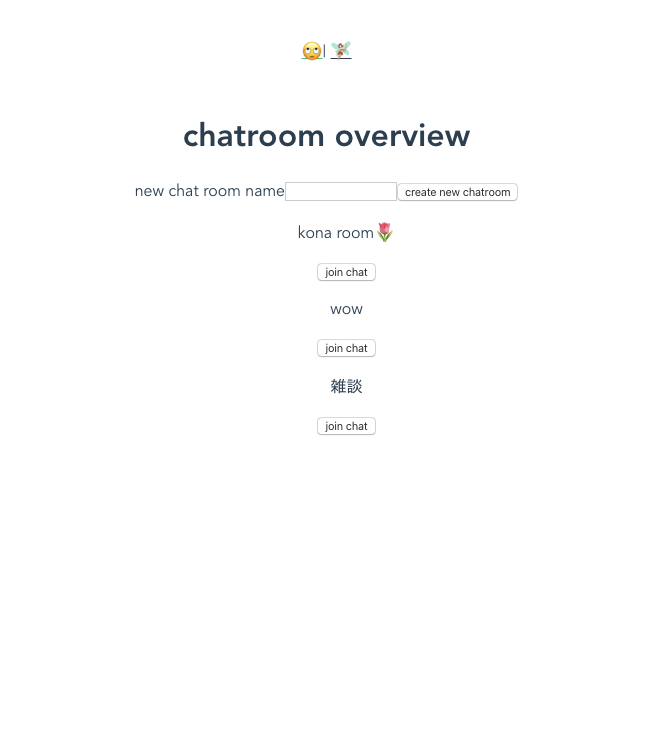 🙄| 🧚
chatroom overview
new chat room name create new chatroom
kona room🌷
join chat
wow
join chat
雑談
join chat